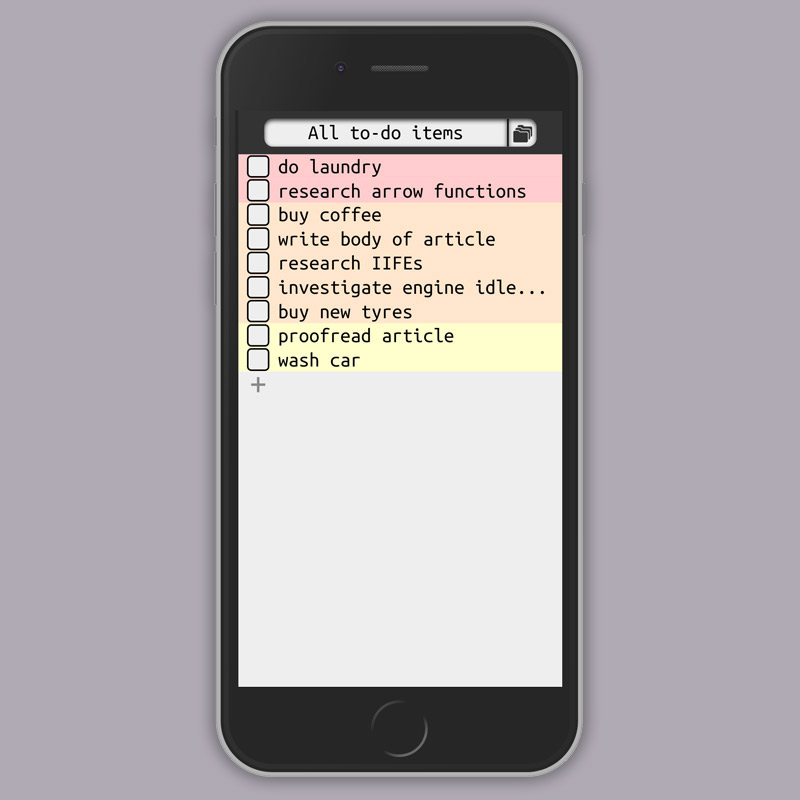 All to-do items
do laundry
research arrow functions
buy coffee
write body of article
research IIFEs
investigate engine idle...
buy new tyres
proofread article
wash car
+